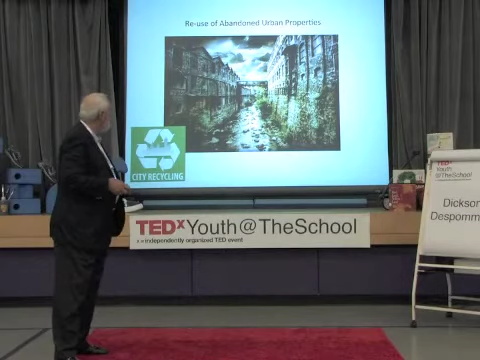 Re-use of Abandoned Urban Properties
CITY RECYCLING
TEDxYouth@TheSchool
x = independently organized TED event
TEDx
Youth
@TheSchool
Dickson
Despomm